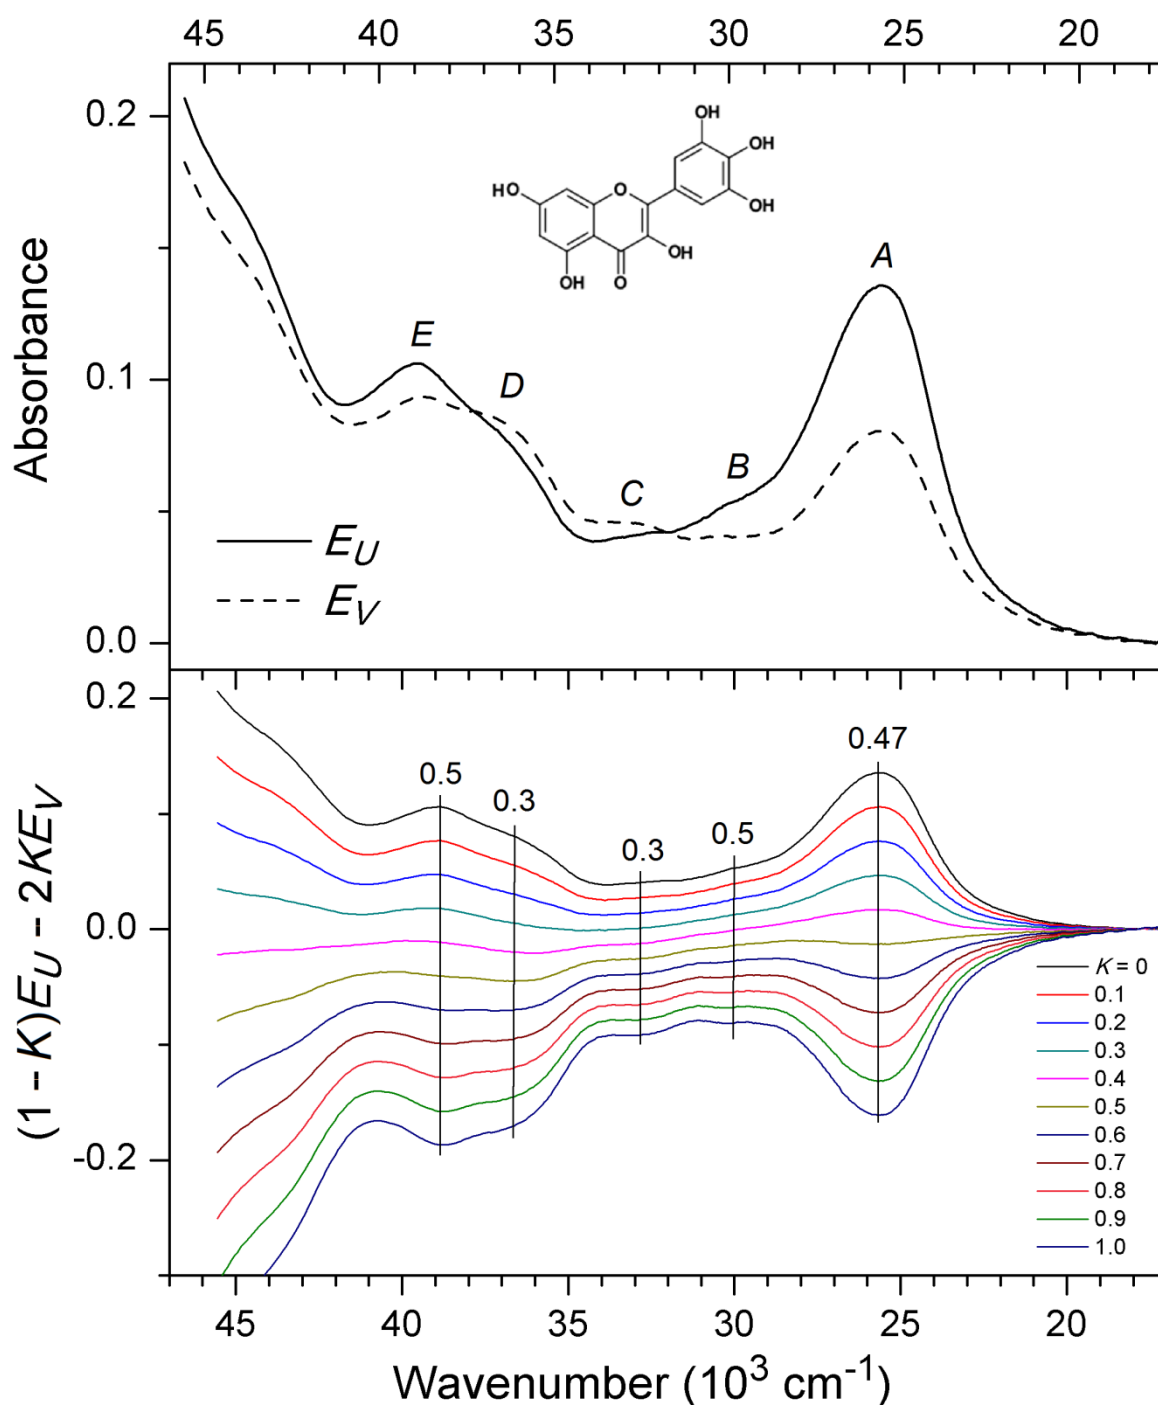 45 40 35 30 25 20
0.2
0.1
0.0
Absorbance
OH
OH
HO
O
OH
OH
OH
O
A
E
D
B
C
E_U
E_V
0.2
0.0
-0.2
(1 -- K)E_U -- 2KE_V
0.47
0.5
0.3
0.5
0.3
K = 0
0.1
0.2
0.3
0.4
0.5
0.6
0.7
0.8
0.9
1.0
45 40 35 30 25 20
Wavenumber (10³ cm⁻¹)